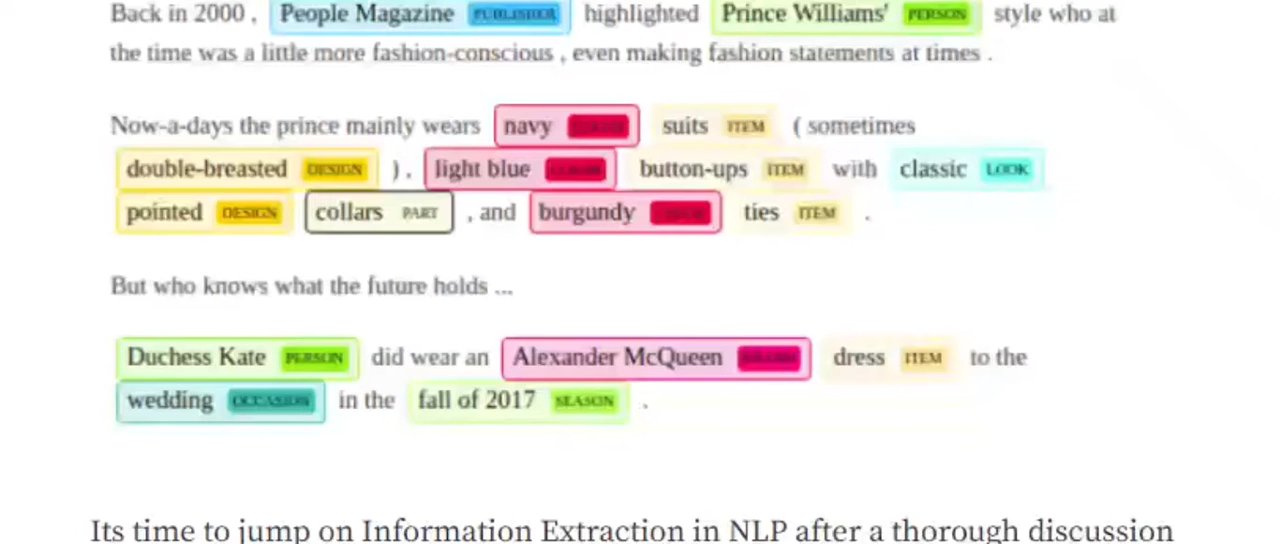 Back in 2000 , People Magazine PUBLISHER highlighted Prince Williams' PERSON style who at
the time was a little more fashion-conscious , even making fashion statements at times .
Now-a-days the prince mainly wears navy suits ITEM ( sometimes
double-breasted DESIGN ) , light blue button-ups ITEM with classic LOOK
pointed DESIGN collars PART , and burgundy ties ITEM .
But who knows what the future holds ...
Duchess Kate PERSON did wear an Alexander McQueen dress ITEM to the
wedding OCCASION in the fall of 2017 SEASON .
Its time to jump on Information Extraction in NLP after a thorough discussion